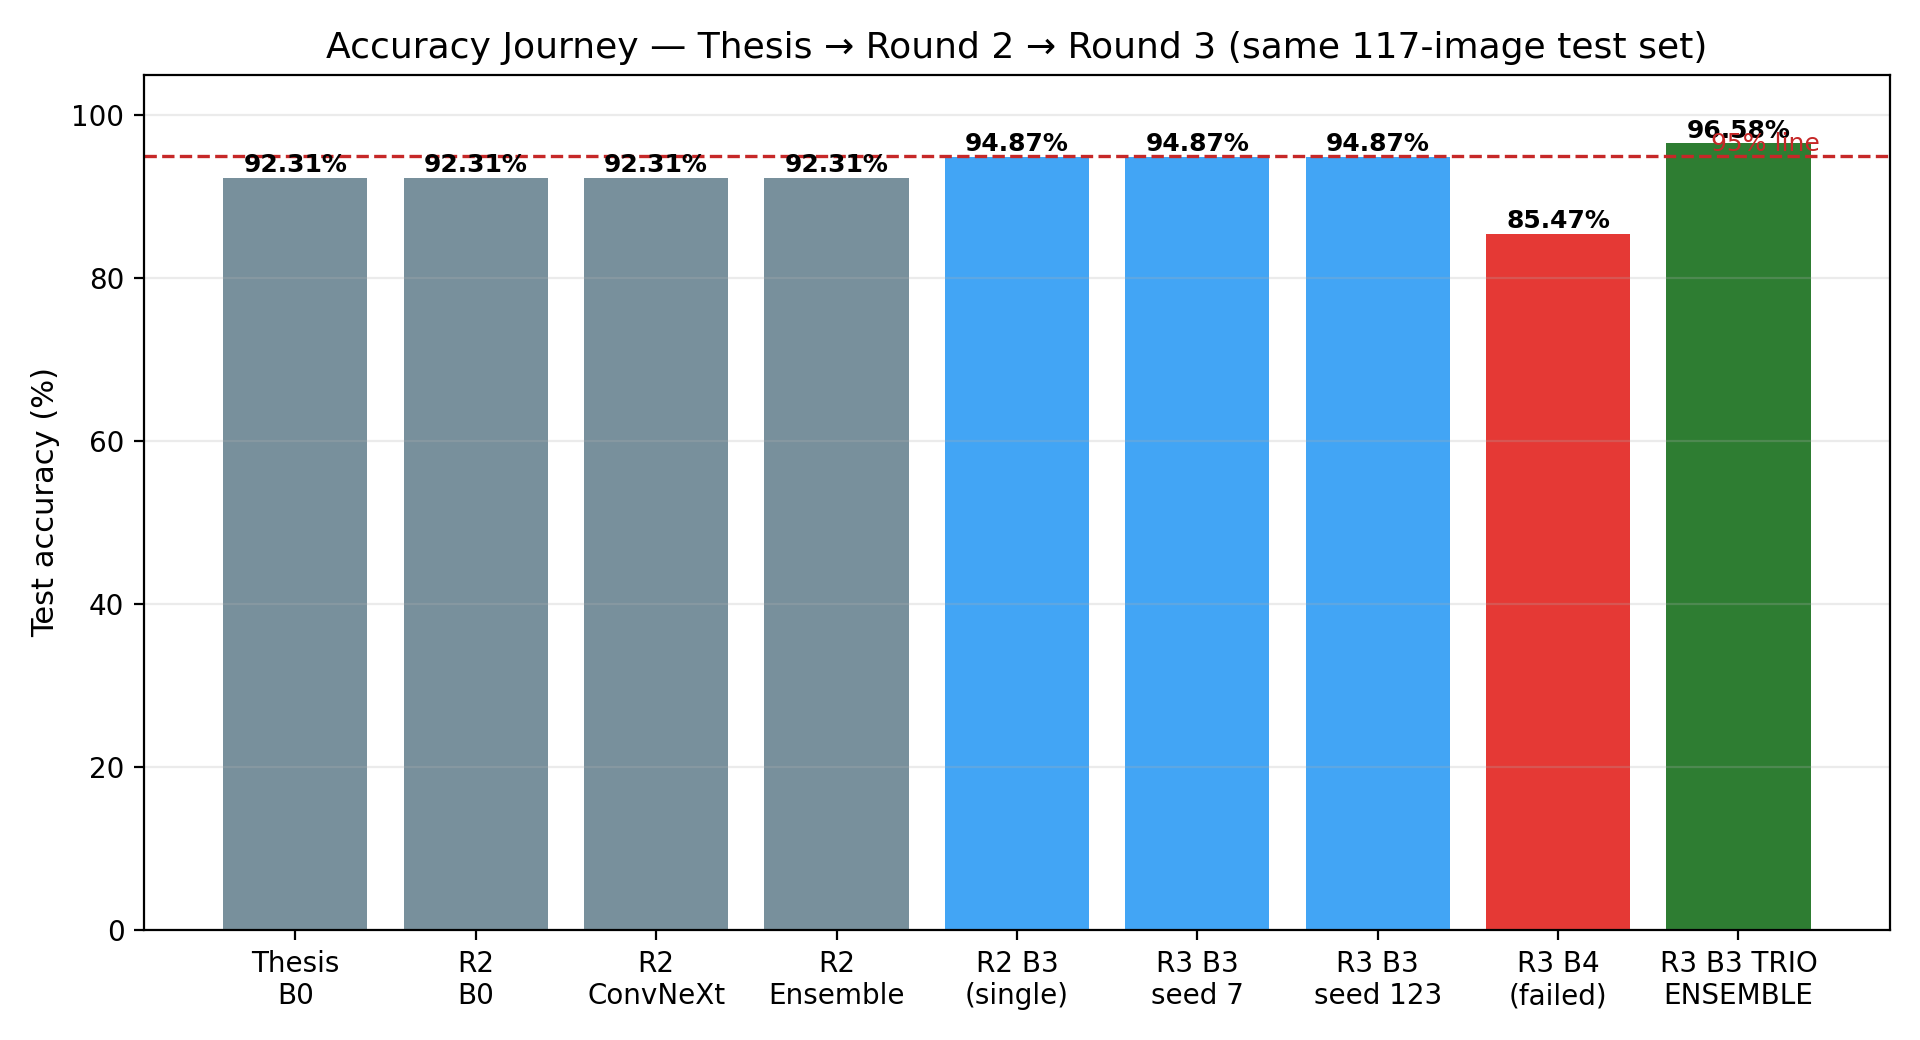 Accuracy Journey — Thesis → Round 2 → Round 3 (same 117-image test set)
Test accuracy (%)
100
80
60
40
20
0
92.31%
92.31%
92.31%
92.31%
94.87%
94.87%
94.87%
85.47%
96.58%
95% line
Thesis
B0
R2
B0
R2
ConvNeXt
R2
Ensemble
R2 B3
(single)
R3 B3
seed 7
R3 B3
seed 123
R3 B4
(failed)
R3 B3 TRIO
ENSEMBLE